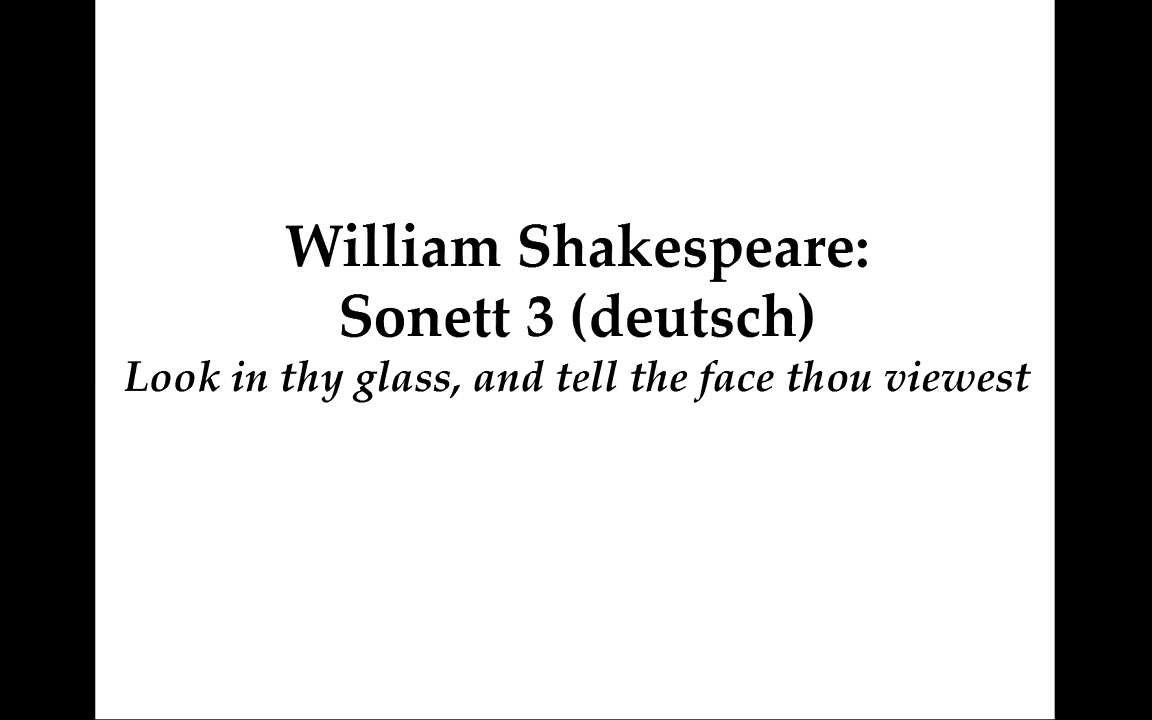 William Shakespeare:
Sonett 3 (deutsch)
Look in thy glass, and tell the face thou viewest